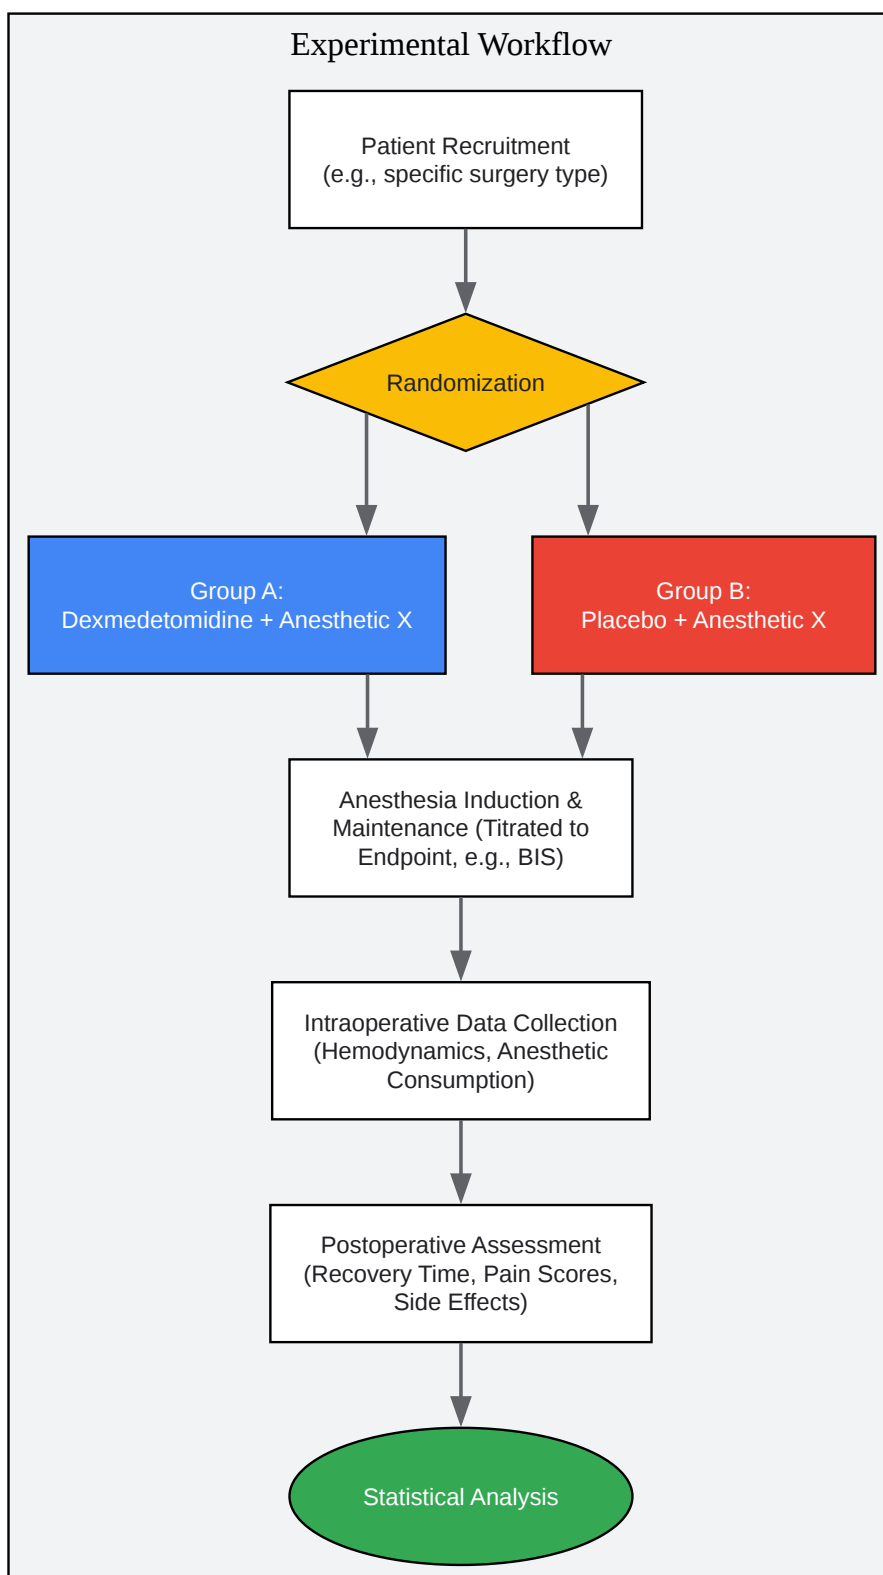 Experimental Workflow
Patient Recruitment
(e.g., specific surgery type)
Randomization
Group A:
Dexmedetomidine + Anesthetic X
Group B:
Placebo + Anesthetic X
Anesthesia Induction &
Maintenance (Titrated to
Endpoint, e.g., BIS)
Intraoperative Data Collection
(Hemodynamics, Anesthetic
Consumption)
Postoperative Assessment
(Recovery Time, Pain Scores,
Side Effects)
Statistical Analysis